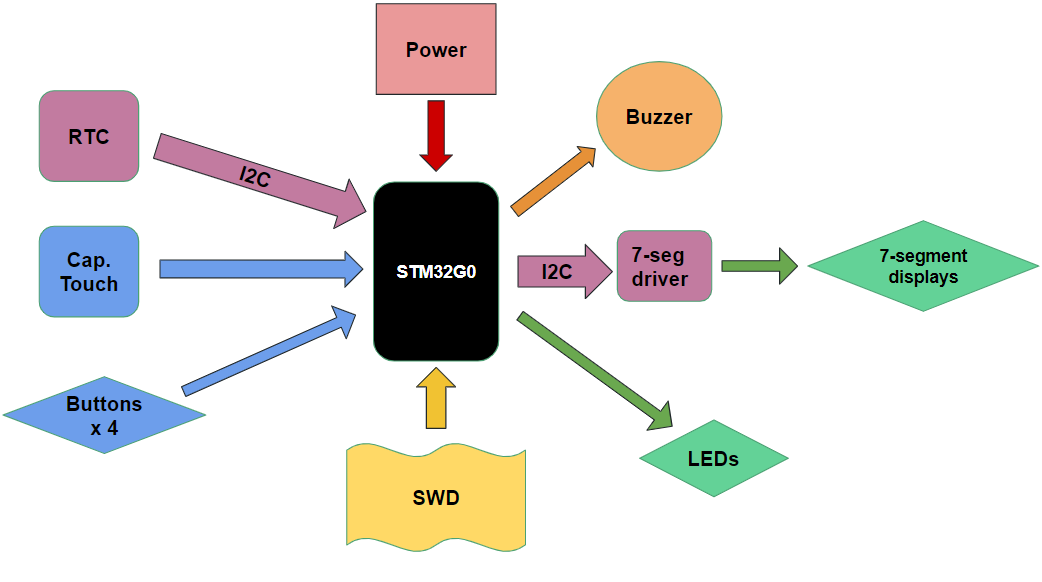 Power
RTC
I2C
Buzzer
Cap.
Touch
STM32G0
I2C
7-seg
driver
7-segment
displays
Buttons
x 4
LEDs
SWD